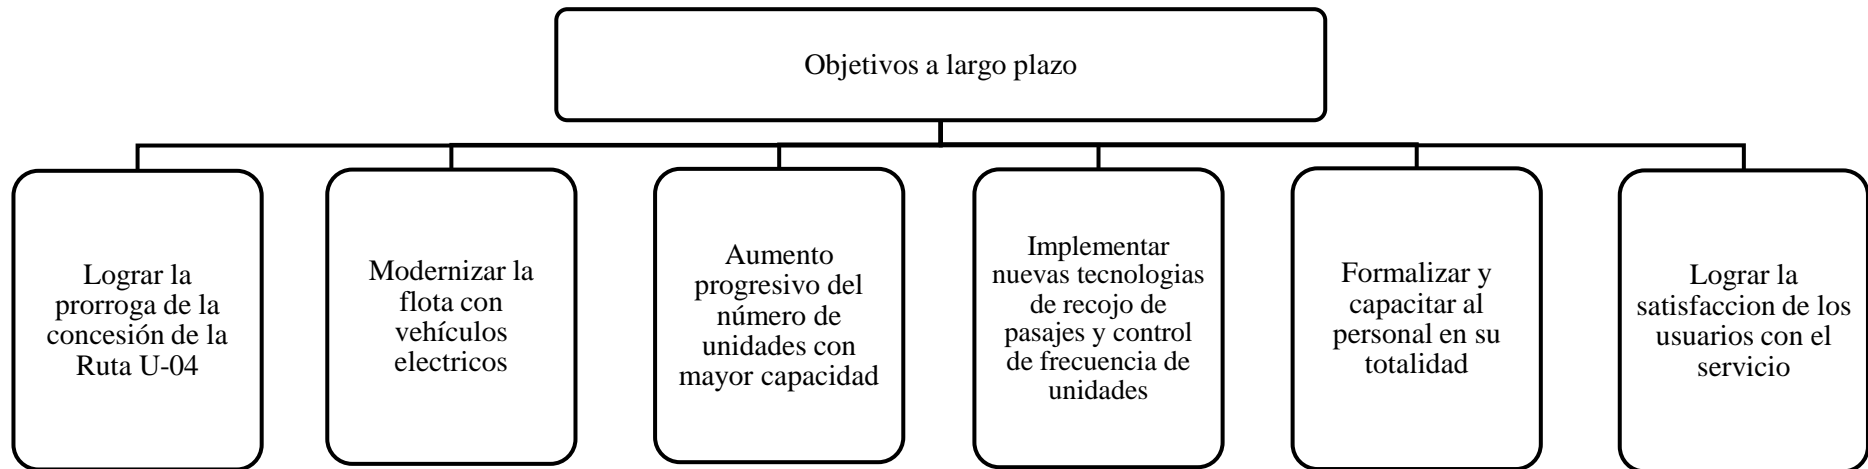 Objetivos a largo plazo
Lograr la
prorroga de la
concesión de la
Ruta U-04
Modernizar la
flota con
vehículos
electricos
Aumento
progresivo del
número de
unidades con
mayor capacidad
Implementar
nuevas tecnologias
de recojo de
pasajes y control
de frecuencia de
unidades
Formalizar y
capacitar al
personal en su
totalidad
Lograr la
satisfaccion de los
usuarios con el
servicio